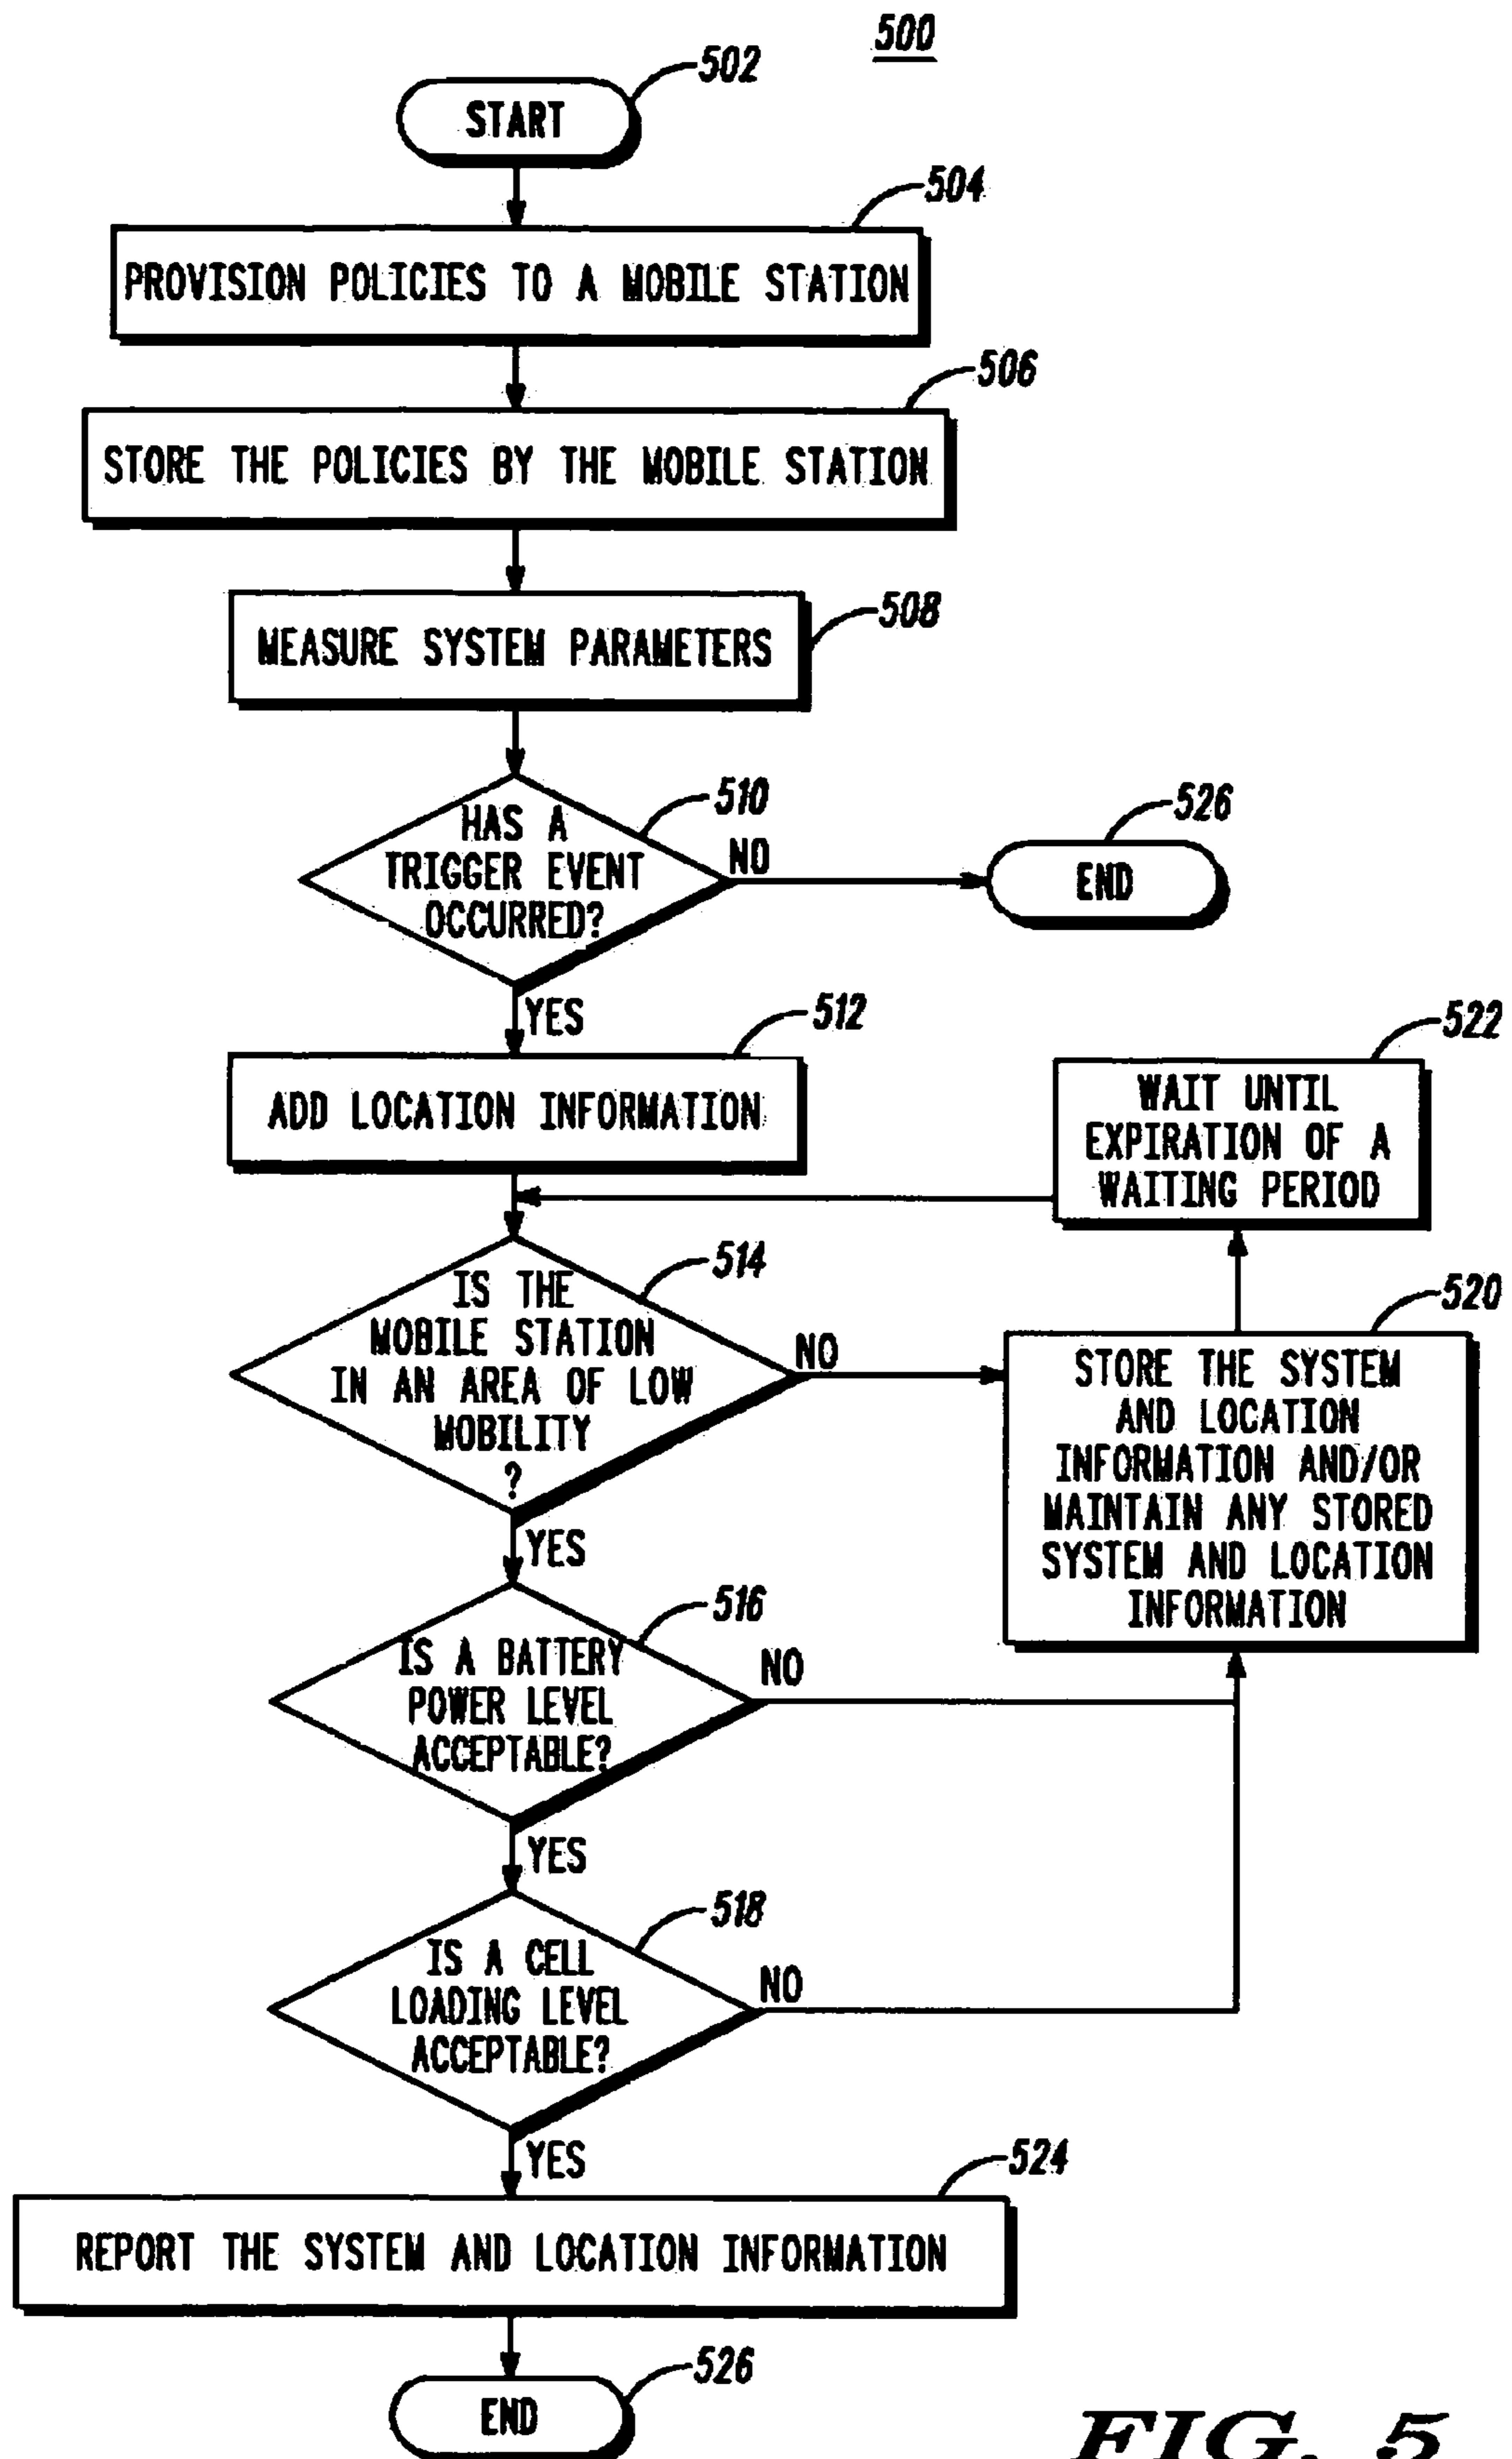 500
502
START
504
PROVISION POLICIES TO A MOBILE STATION
506
STORE THE POLICIES BY THE MOBILE STATION
508
MEASURE SYSTEM PARAMETERS
510
HAS A
TRIGGER EVENT
OCCURRED?
NO
526
END
YES
512
ADD LOCATION INFORMATION
522
WAIT UNTIL
EXPIRATION OF A
WAITING PERIOD
514
IS THE
MOBILE STATION
IN AN AREA OF LOW
MOBILITY
?
NO
520
STORE THE SYSTEM
AND LOCATION
INFORMATION AND/OR
MAINTAIN ANY STORED
SYSTEM AND LOCATION
INFORMATION
YES
516
IS A BATTERY
POWER LEVEL
ACCEPTABLE?
NO
YES
518
IS A CELL
LOADING LEVEL
ACCEPTABLE?
NO
YES
524
REPORT THE SYSTEM AND LOCATION INFORMATION
526
END
FIG. 5